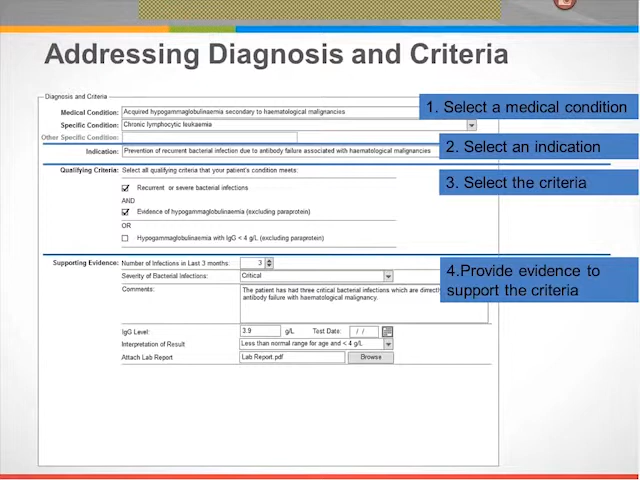 Addressing Diagnosis and Criteria
Diagnosis and Criteria
Medical Condition: Acquired hypogammaglobulinaemia secondary to haematological malignancies
1. Select a medical condition
Specific Condition: Chronic lymphocytic leukaemia
Other Specific Condition:
Indication: Prevention of recurrent bacterial infection due to antibody failure associated with haematological malignancies
2. Select an indication
Qualifying Criteria: Select all qualifying criteria that your patient's condition meets:
3. Select the criteria
Recurrent or severe bacterial infections
AND
Evidence of hypogammaglobulinaemia (excluding paraprotein)
OR
Hypogammaglobulinaemia with IgG < 4 g/L (excluding paraprotein)
Supporting Evidence: Number of Infections in Last 3 months: 3
4.Provide evidence to
support the criteria
Severity of Bacterial Infections: Critical
Comments: The patient has had three critical bacterial infections which are
antibody failure with haematological malignancy.
IgG Level: 3.9 g/L Test Date: / /
Interpretation of Result Less than normal range for age and < 4 g/L
Attach Lab Report Lab Report.pdf Browse